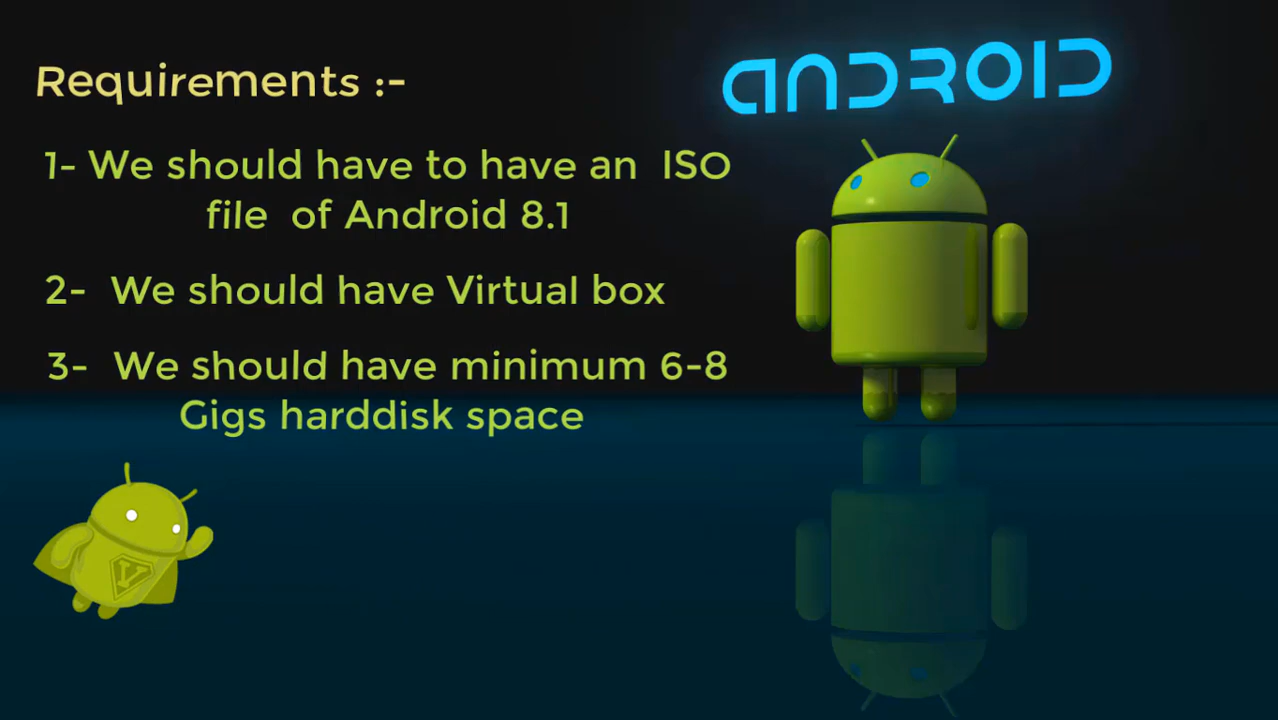 Requirements :-
ANDROID
1- We should have to have an ISO
file of Android 8.1
2- We should have Virtual box
3- We should have minimum 6-8
Gigs harddisk space
V